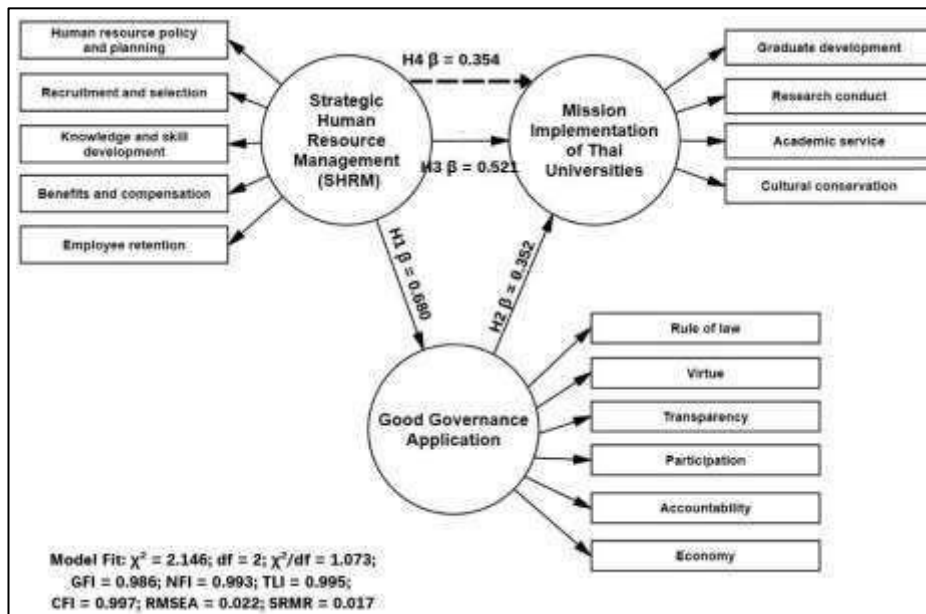 Human resource policy
and planning
Recruitment and selection
Knowledge and skill
development
Benefits and compensation
Employee retention
Strategic
Human
Resource
Management
(SHRM)
H4 β = 0.354
H3 β = 0.521
Mission
Implementation
of Thai
Universities
Graduate development
Research conduct
Academic service
Cultural conservation
H1 β = 0.680
H2 β = 0.352
Good Governance
Application
Rule of law
Virtue
Transparency
Participation
Accountability
Economy
Model Fit: χ² = 2.146; df = 2; χ²/df = 1.073;
GFI = 0.986; NFI = 0.993; TLI = 0.995;
CFI = 0.997; RMSEA = 0.022; SRMR = 0.017